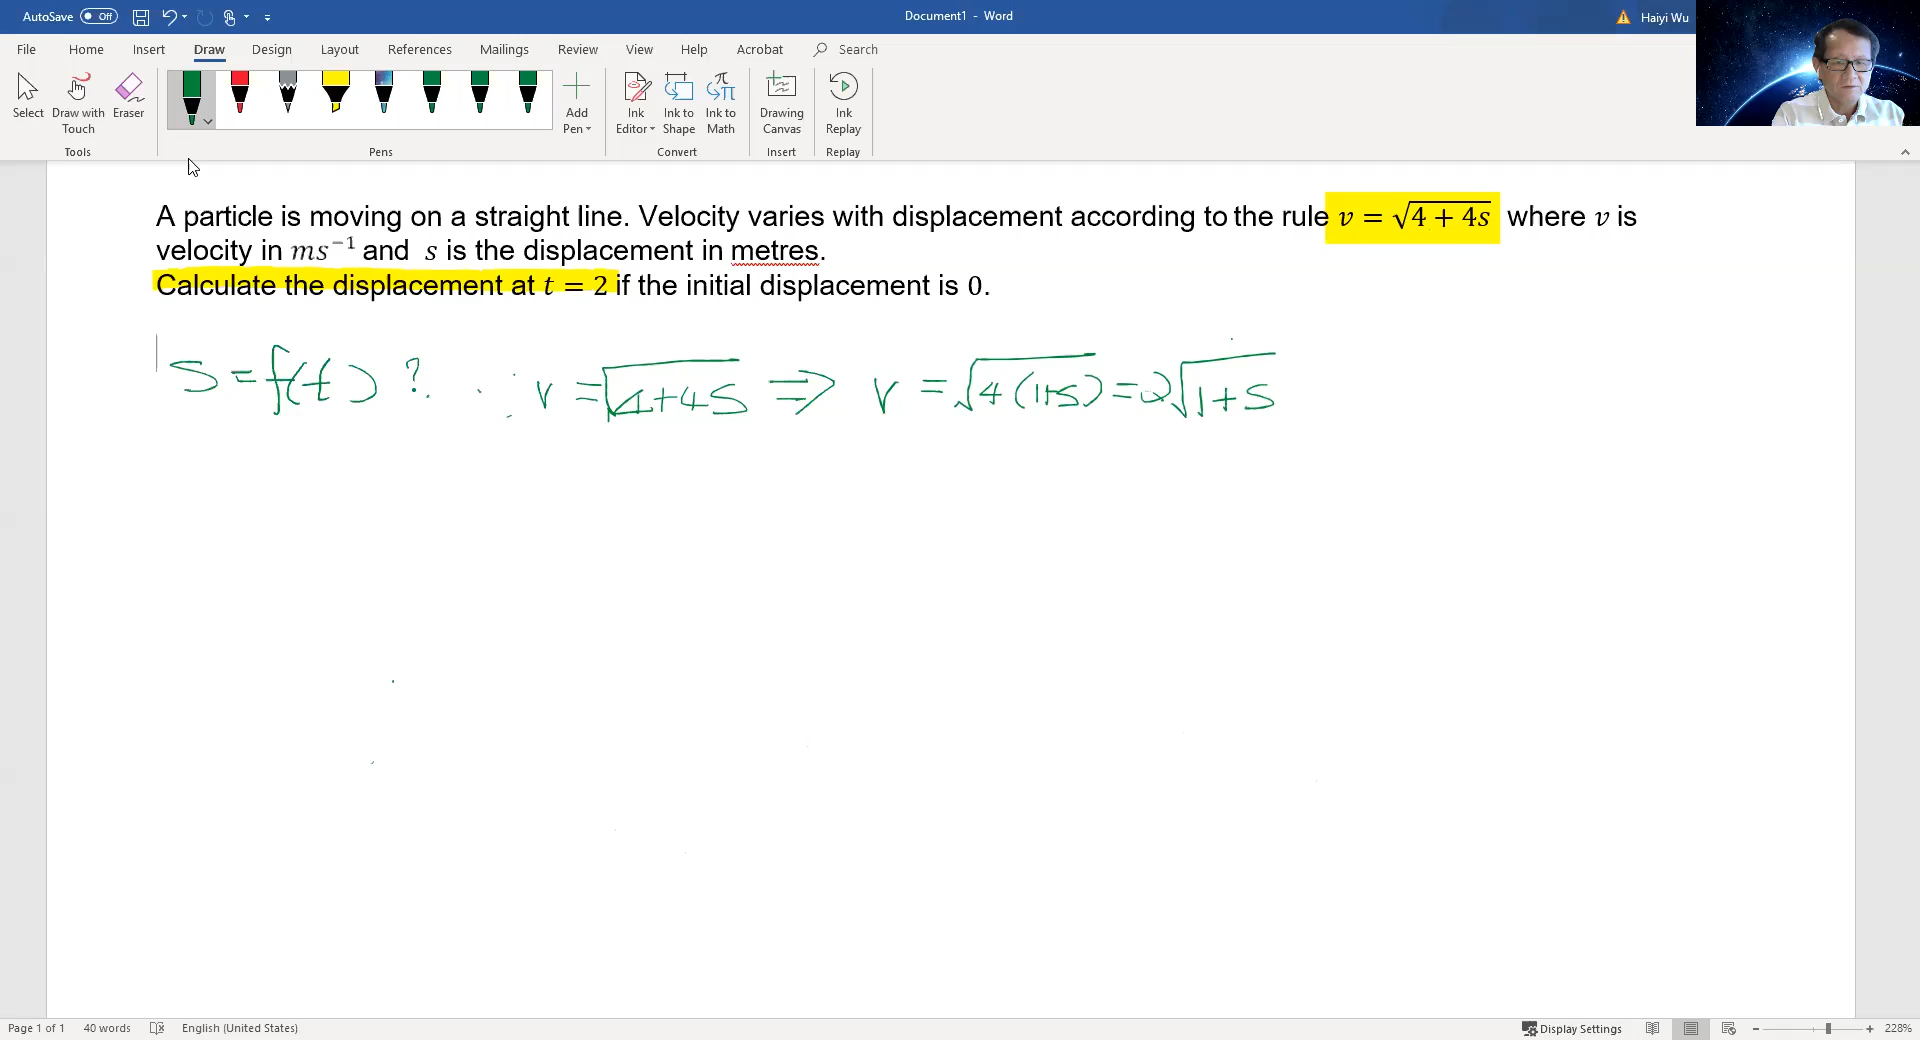 AutoSave Off
Document1 - Word
Haiyi Wu
File Home Insert Draw Design Layout References Mailings Review View Help Acrobat Search
Select Draw with Touch Eraser
Add Pen
Ink Editor Ink to Shape Ink to Math
Drawing Canvas
Ink Replay
Tools Pens Convert Insert Replay
A particle is moving on a straight line. Velocity varies with displacement according to the rule v = √(4 + 4s) where v is
velocity in ms⁻¹ and s is the displacement in metres.
Calculate the displacement at t = 2 if the initial displacement is 0.
S = f(t) ? ∵ v = √(4+4S) ⇒ v = √(4(1+S)) = 2√(1+S)
Page 1 of 1 40 words English (United States) Display Settings 228%